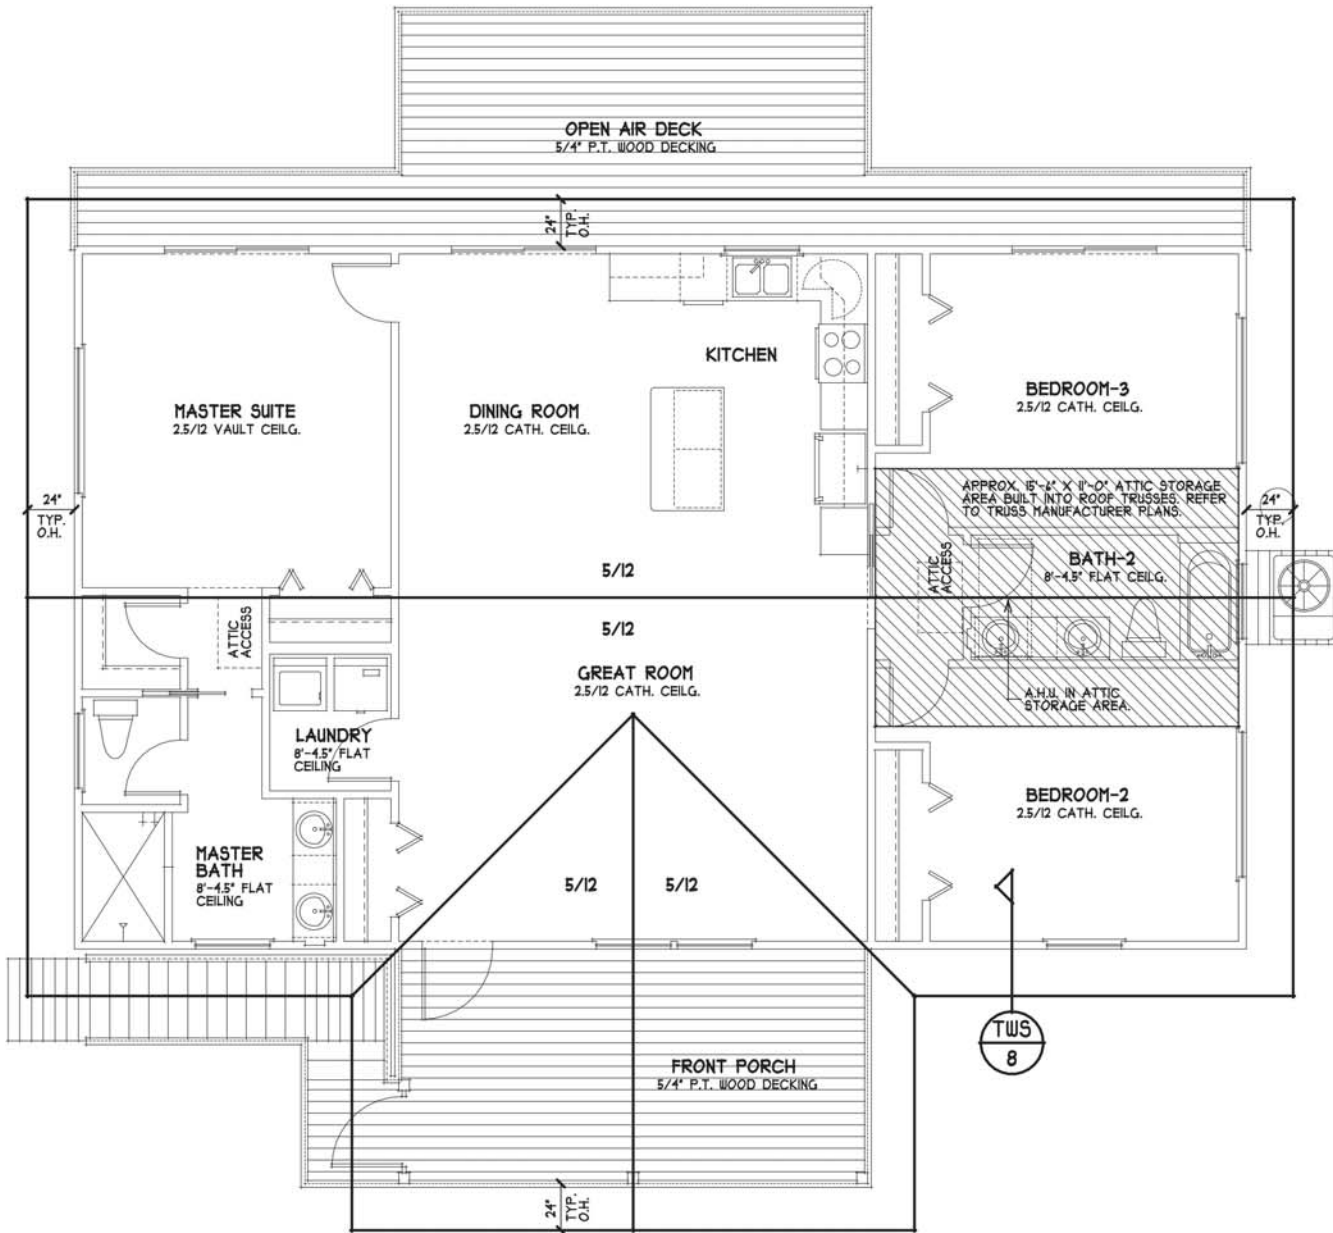 OPEN AIR DECK
5/4" P.T. WOOD DECKING
24"
TYP.
O.H.
KITCHEN
MASTER SUITE
2.5/12 VAULT CEILG.
DINING ROOM
2.5/12 CATH. CEILG.
BEDROOM-3
2.5/12 CATH. CEILG.
24"
TYP.
O.H.
APPROX. 15'-6" X 11'-0" ATTIC STORAGE
AREA BUILT INTO ROOF TRUSSES. REFER
TO TRUSS MANUFACTURER PLANS.
24"
TYP.
O.H.
ATTIC
ACCESS
BATH-2
8'-4.5" FLAT CEILG.
5/12
5/12
ATTIC
ACCESS
GREAT ROOM
2.5/12 CATH. CEILG.
A.H.U. IN ATTIC
STORAGE AREA.
LAUNDRY
8'-4.5" FLAT
CEILING
BEDROOM-2
2.5/12 CATH. CEILG.
MASTER
BATH
8'-4.5" FLAT
CEILING
5/12
5/12
TWS
8
FRONT PORCH
5/4" P.T. WOOD DECKING
24"
TYP.
O.H.